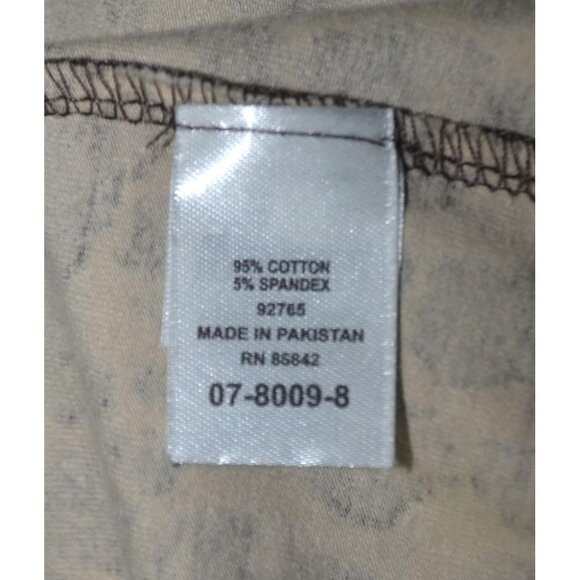 95% COTTON
5% SPANDEX
92765
MADE IN PAKISTAN
RN 85842
07-8009-8